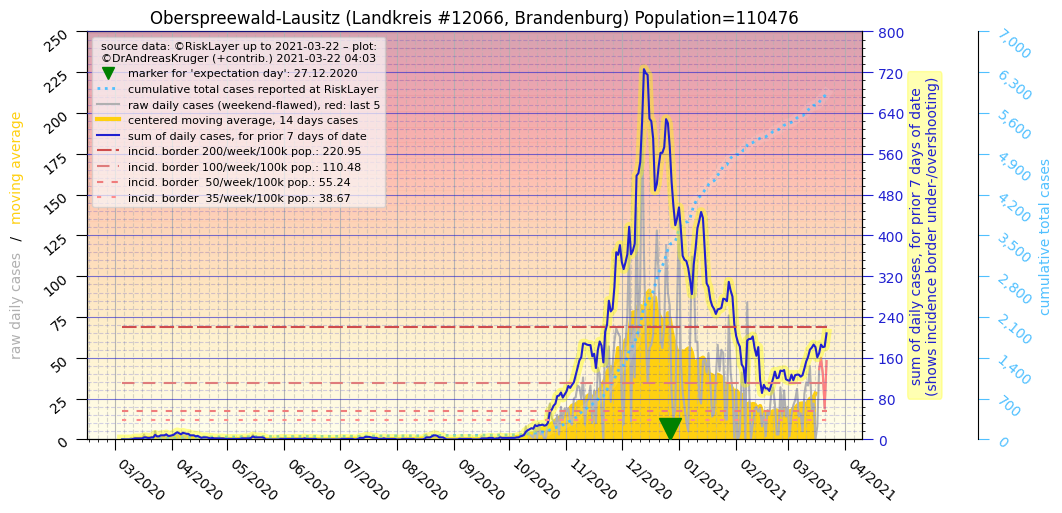 Oberspreewald-Lausitz (Landkreis #12066, Brandenburg) Population=110476
source data: ©RiskLayer up to 2021-03-22 – plot:
©DrAndreasKruger (+contrib.) 2021-03-22 04:03
marker for 'expectation day': 27.12.2020
cumulative total cases reported at RiskLayer
raw daily cases (weekend-flawed), red: last 5
centered moving average, 14 days cases
sum of daily cases, for prior 7 days of date
incid. border 200/week/100k pop.: 220.95
incid. border 100/week/100k pop.: 110.48
incid. border  50/week/100k pop.: 55.24
incid. border  35/week/100k pop.: 38.67
raw daily cases / moving average
250
225
200
175
150
125
100
75
50
25
0
03/2020
04/2020
05/2020
06/2020
07/2020
08/2020
09/2020
10/2020
11/2020
12/2020
01/2021
02/2021
03/2021
04/2021
800
720
640
560
480
400
320
240
160
80
0
sum of daily cases, for prior 7 days of date
(shows incidence border under-/overshooting)
7,000
6,300
5,600
4,900
4,200
3,500
2,800
2,100
1,400
700
0
cumulative total cases